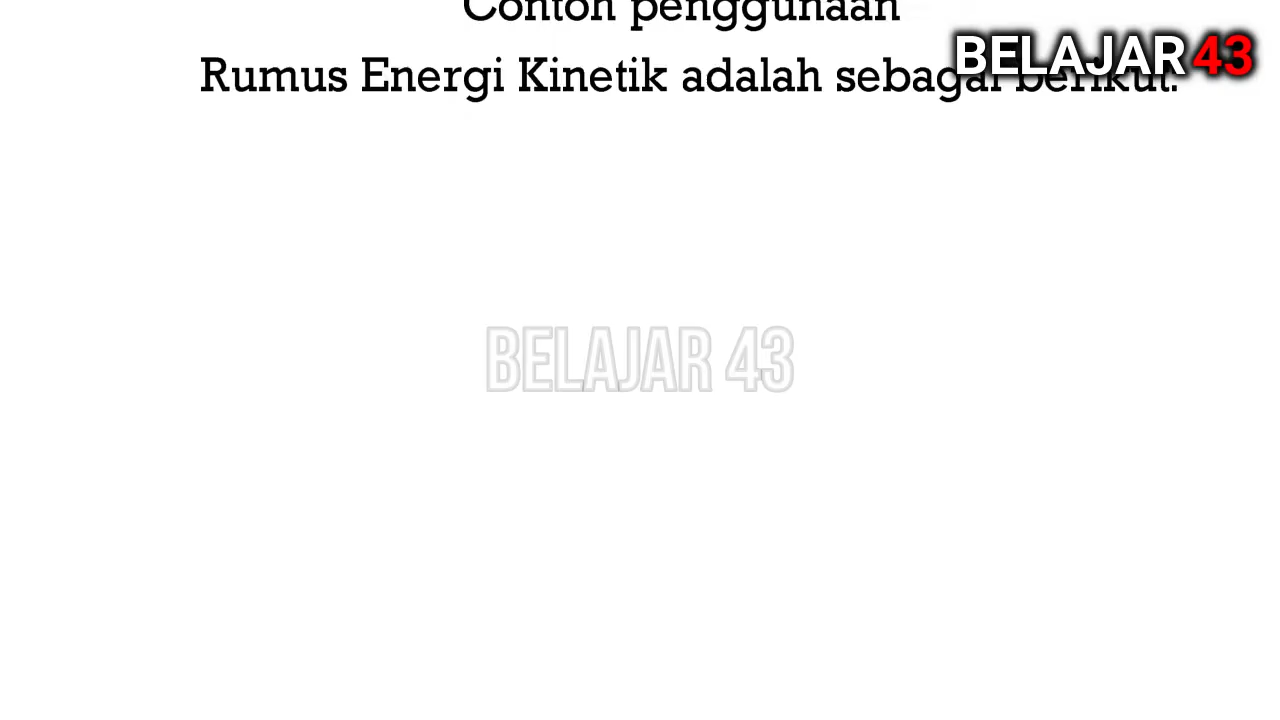 Contoh penggunaan
BELAJAR 43
Rumus Energi Kinetik adalah sebagai berikut:
BELAJAR 43